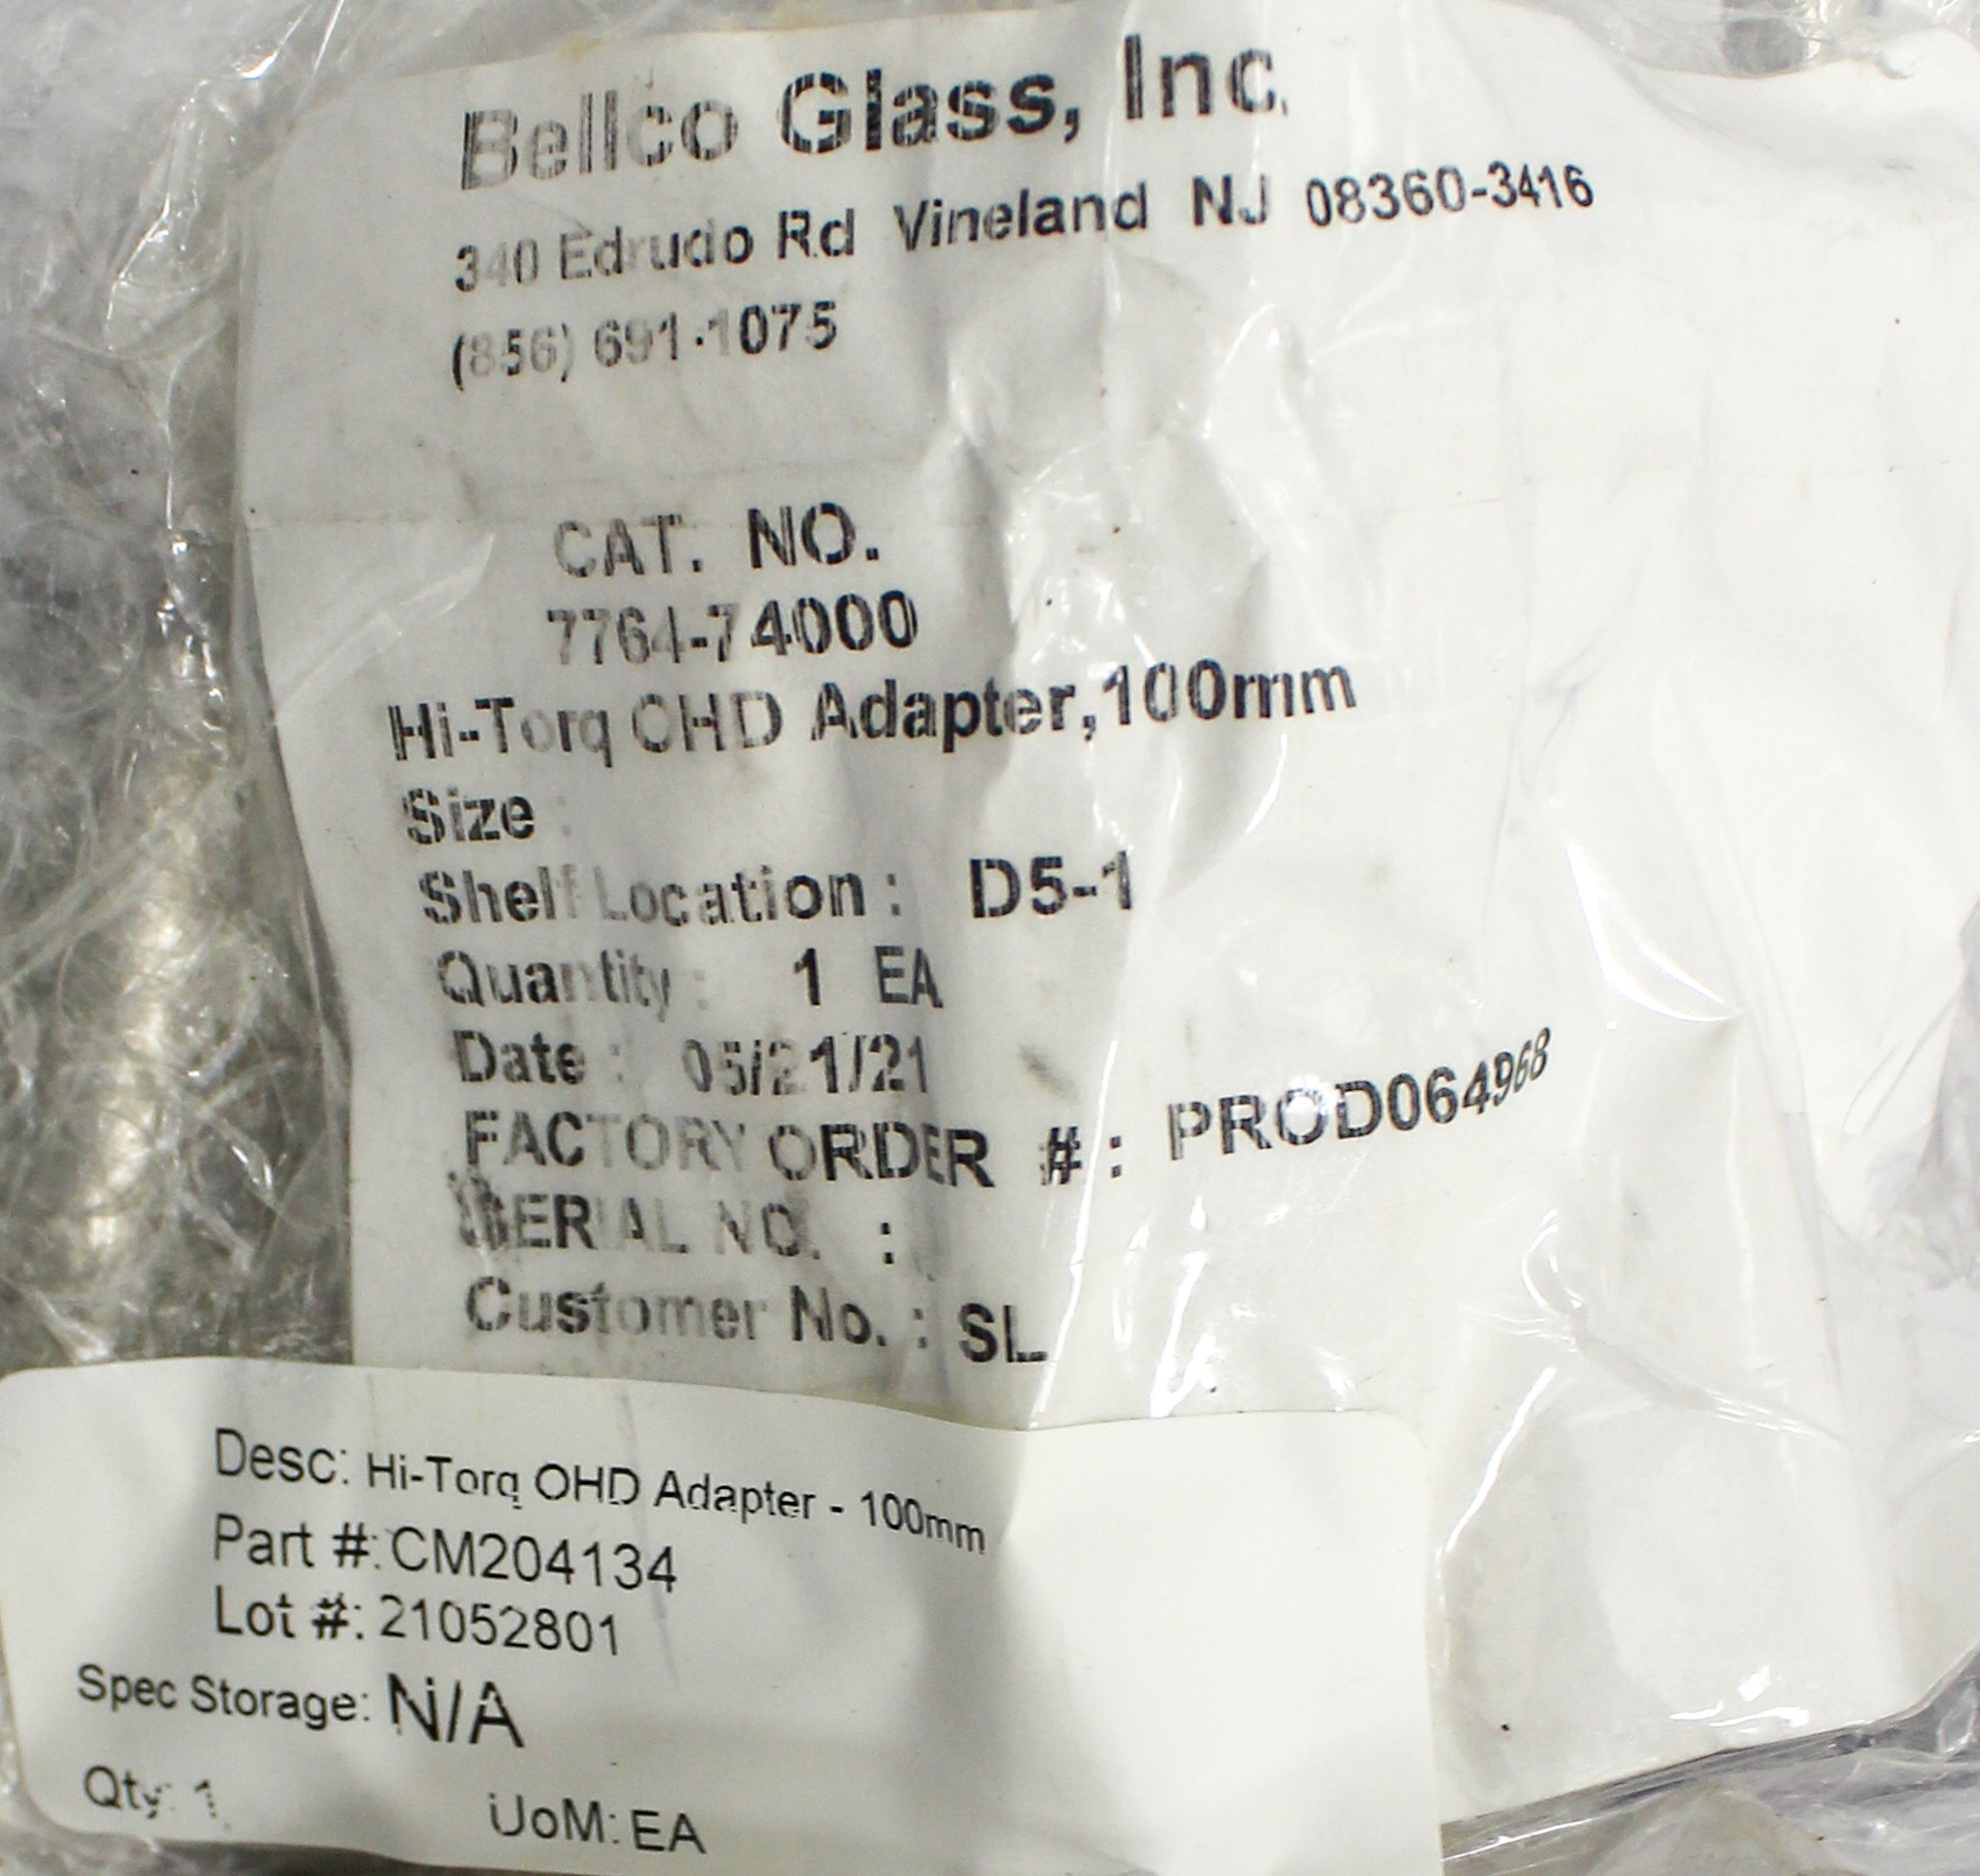 Bellco Glass, Inc.
340 Edrudo Rd Vineland NJ 08360-3416
(856) 691-1075
CAT. NO.
7764-74000
Hi-Torq OHD Adapter,100mm
Size :
Shelf Location : D5-1
Quantity : 1 EA
Date : 05/21/21
FACTORY ORDER # : PROD064968
SERIAL NO. :
Customer No. : SL
Desc: Hi-Torq OHD Adapter - 100mm
Part #: CM204134
Lot #: 21052801
Spec Storage: N/A
Qty: 1 UoM: EA